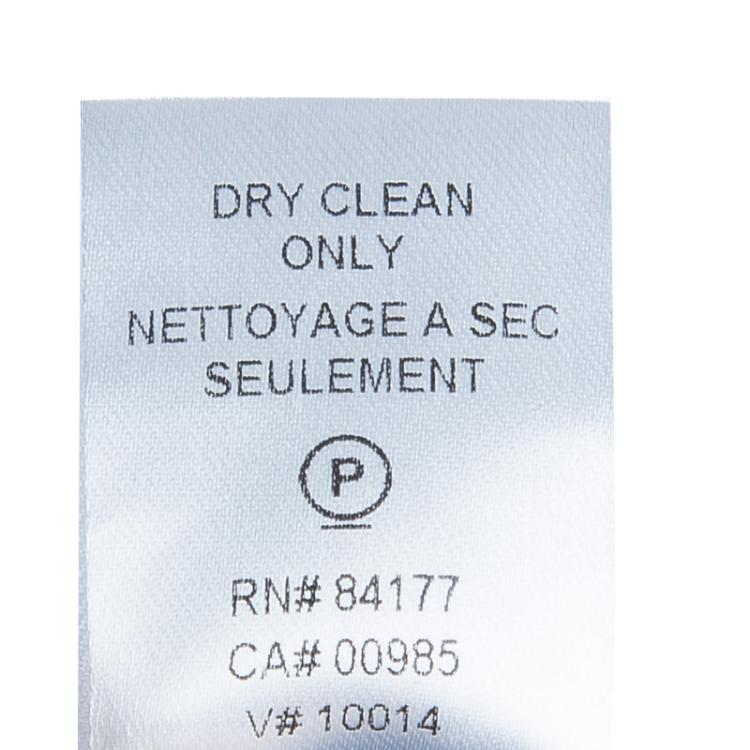 DRY CLEAN
ONLY
NETTOYAGE A SEC
SEULEMENT
P
RN# 84177
CA# 00985
V# 10014